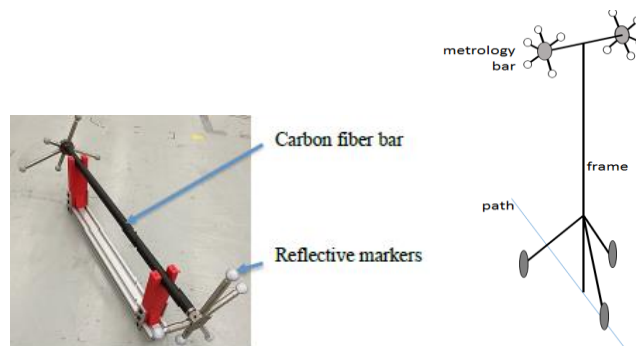 Carbon fiber bar
Reflective markers
metrology
bar
frame
path